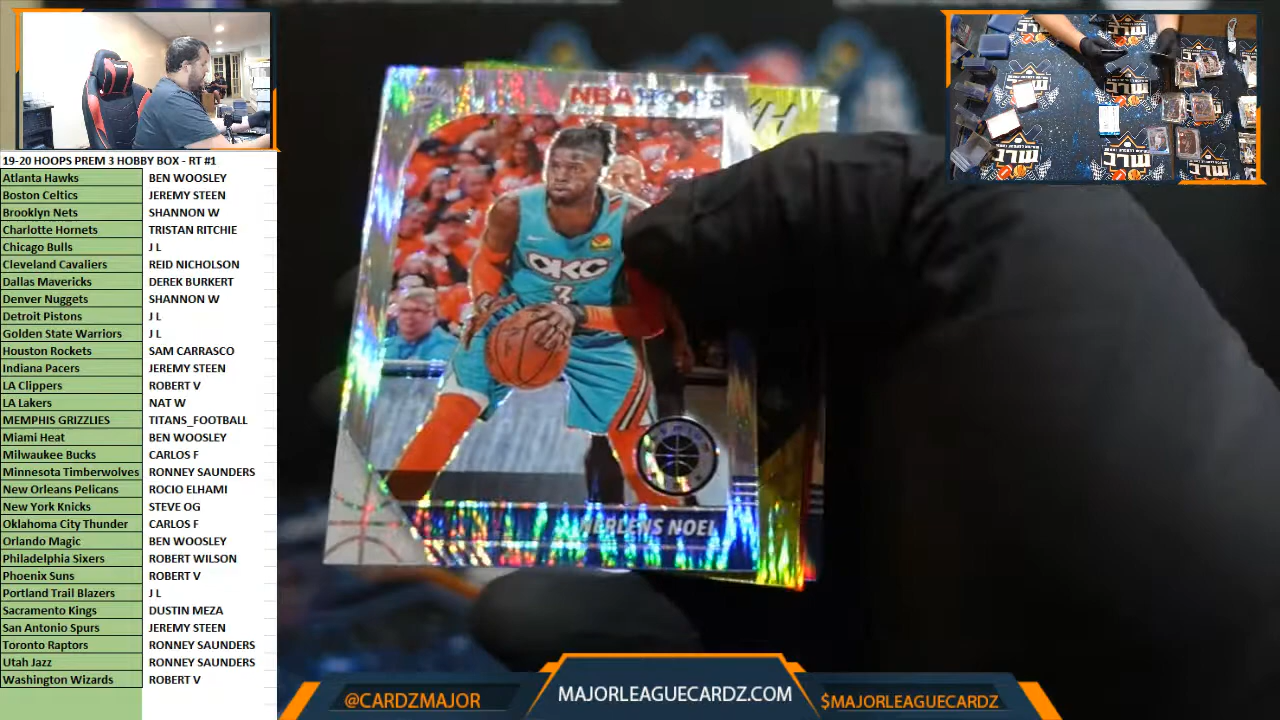 19-20 HOOPS PREM 3 HOBBY BOX - RT #1
Atlanta Hawks BEN WOOSLEY
Boston Celtics JEREMY STEEN
Brooklyn Nets SHANNON W
Charlotte Hornets TRISTAN RITCHIE
Chicago Bulls J L
Cleveland Cavaliers REID NICHOLSON
Dallas Mavericks DEREK BURKERT
Denver Nuggets SHANNON W
Detroit Pistons J L
Golden State Warriors J L
Houston Rockets SAM CARRASCO
Indiana Pacers JEREMY STEEN
LA Clippers ROBERT V
LA Lakers NAT W
MEMPHIS GRIZZLIES TITANS_FOOTBALL
Miami Heat BEN WOOSLEY
Milwaukee Bucks CARLOS F
Minnesota Timberwolves RONNEY SAUNDERS
New Orleans Pelicans ROCIO ELHAMI
New York Knicks STEVE OG
Oklahoma City Thunder CARLOS F
Orlando Magic BEN WOOSLEY
Philadelphia Sixers ROBERT WILSON
Phoenix Suns ROBERT V
Portland Trail Blazers J L
Sacramento Kings DUSTIN MEZA
San Antonio Spurs JEREMY STEEN
Toronto Raptors RONNEY SAUNDERS
Utah Jazz RONNEY SAUNDERS
Washington Wizards ROBERT V
NBA HOOPS
OKC
3
NERLENS NOEL
@CARDZMAJOR
MAJORLEAGUECARDZ.COM
$MAJORLEAGUECARDZ